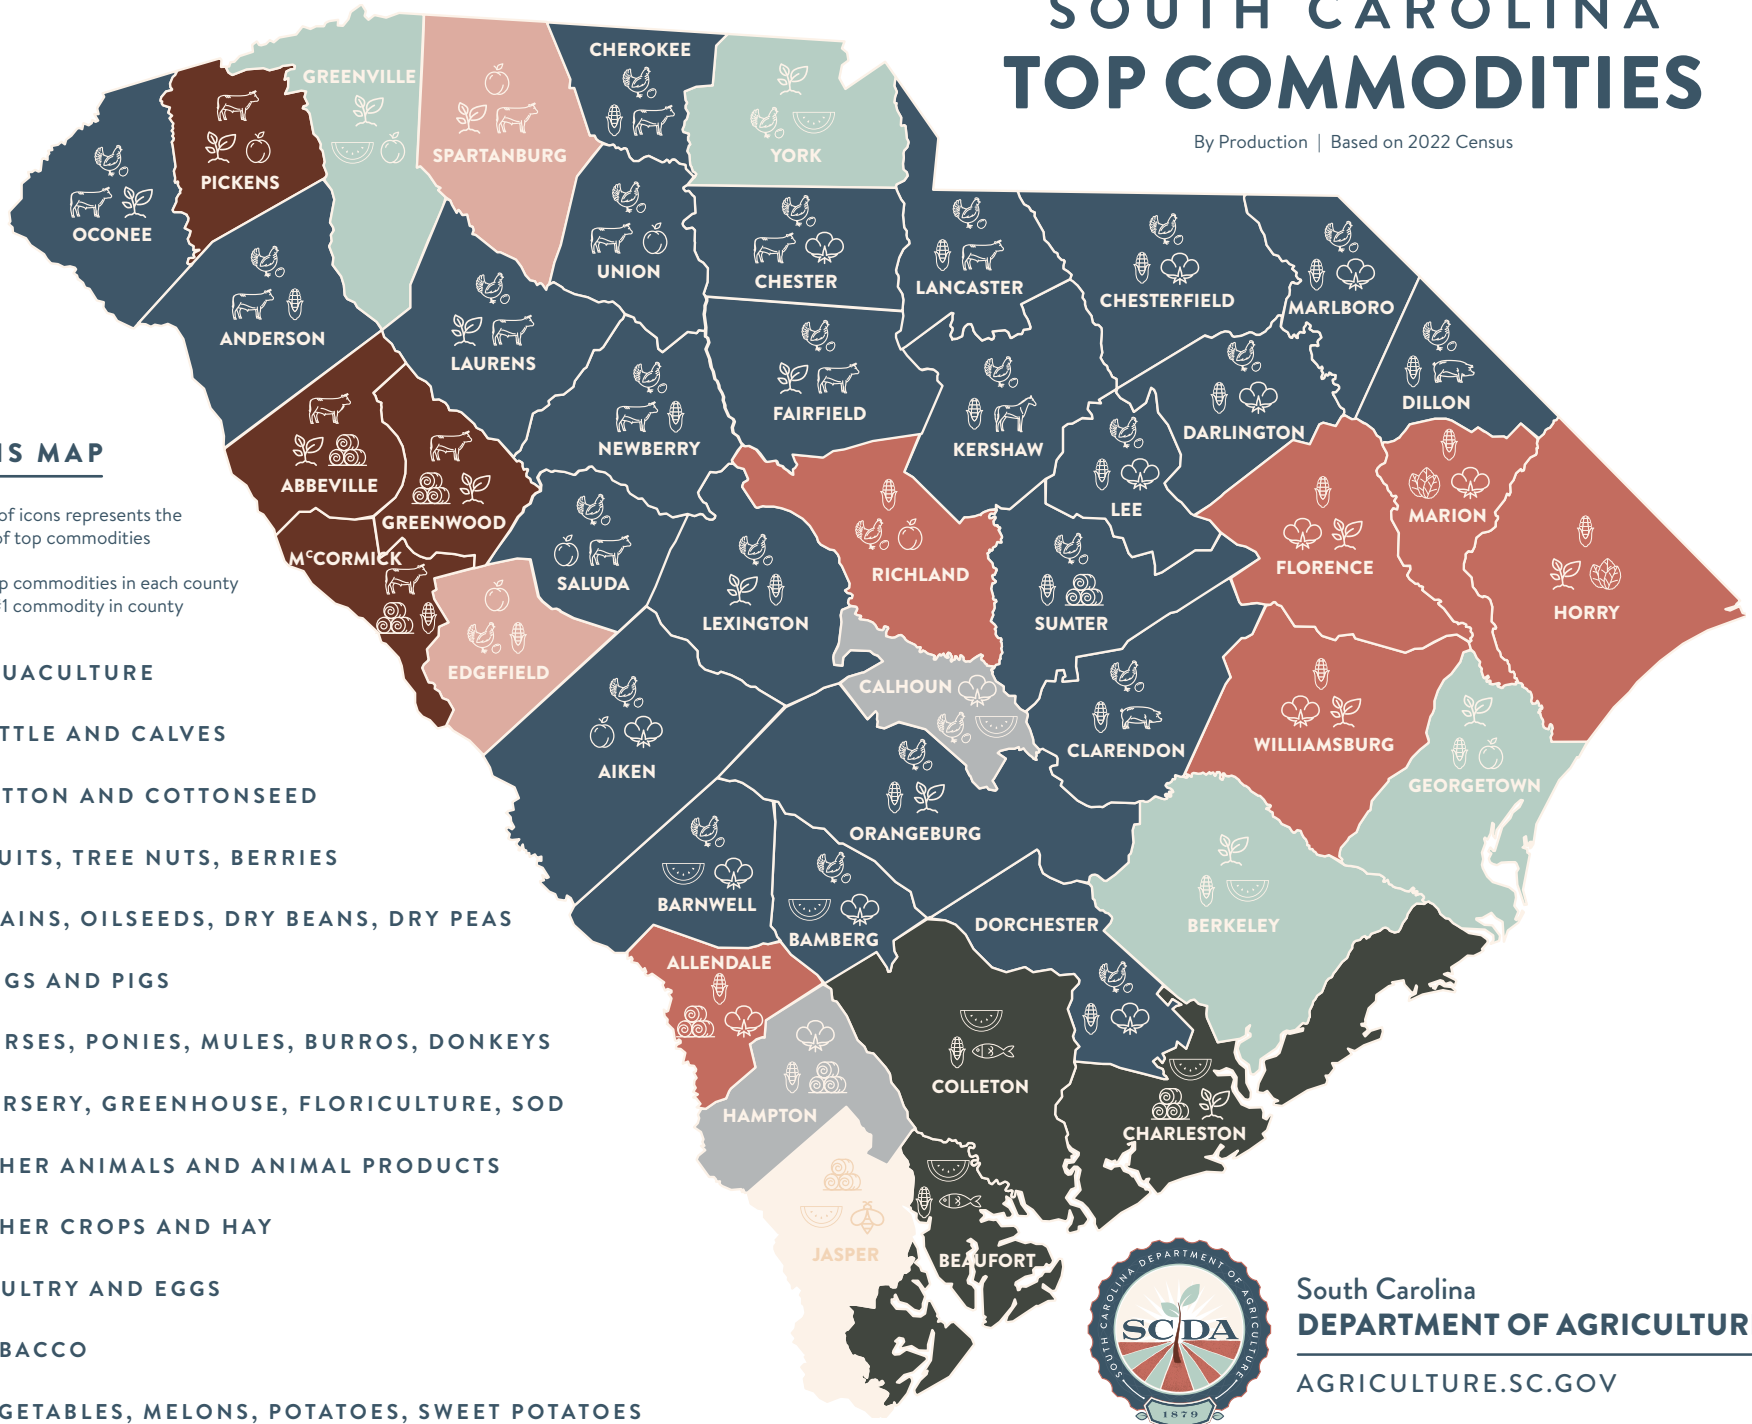 SOUTH CAROLINA
TOP COMMODITIES
By Production | Based on 2022 Census
CHEROKEE
GREENVILLE
SPARTANBURG
YORK
PICKENS
OCONEE
UNION
CHESTER
LANCASTER
CHESTERFIELD
MARLBORO
ANDERSON
LAURENS
FAIRFIELD
NEWBERRY
KERSHAW
DARLINGTON
DILLON
ABBEVILLE
GREENWOOD
McCORMICK
SALUDA
LEXINGTON
RICHLAND
LEE
SUMTER
FLORENCE
MARION
HORRY
EDGEFIELD
AIKEN
CALHOUN
CLARENDON
WILLIAMSBURG
GEORGETOWN
ORANGEBURG
BARNWELL
BAMBERG
DORCHESTER
BERKELEY
ALLENDALE
HAMPTON
COLLETON
CHARLESTON
JASPER
BEAUFORT
IS MAP
of icons represents the
of top commodities
p commodities in each county
#1 commodity in county
UACULTURE
TTLE AND CALVES
TTON AND COTTONSEED
UITS, TREE NUTS, BERRIES
AINS, OILSEEDS, DRY BEANS, DRY PEAS
GS AND PIGS
RSES, PONIES, MULES, BURROS, DONKEYS
RSERY, GREENHOUSE, FLORICULTURE, SOD
HER ANIMALS AND ANIMAL PRODUCTS
HER CROPS AND HAY
ULTRY AND EGGS
BACCO
GETABLES, MELONS, POTATOES, SWEET POTATOES
SOUTH CAROLINA DEPARTMENT OF AGRICULTURE
SCDA
1879
South Carolina
DEPARTMENT OF AGRICULTUR
AGRICULTURE.SC.GOV